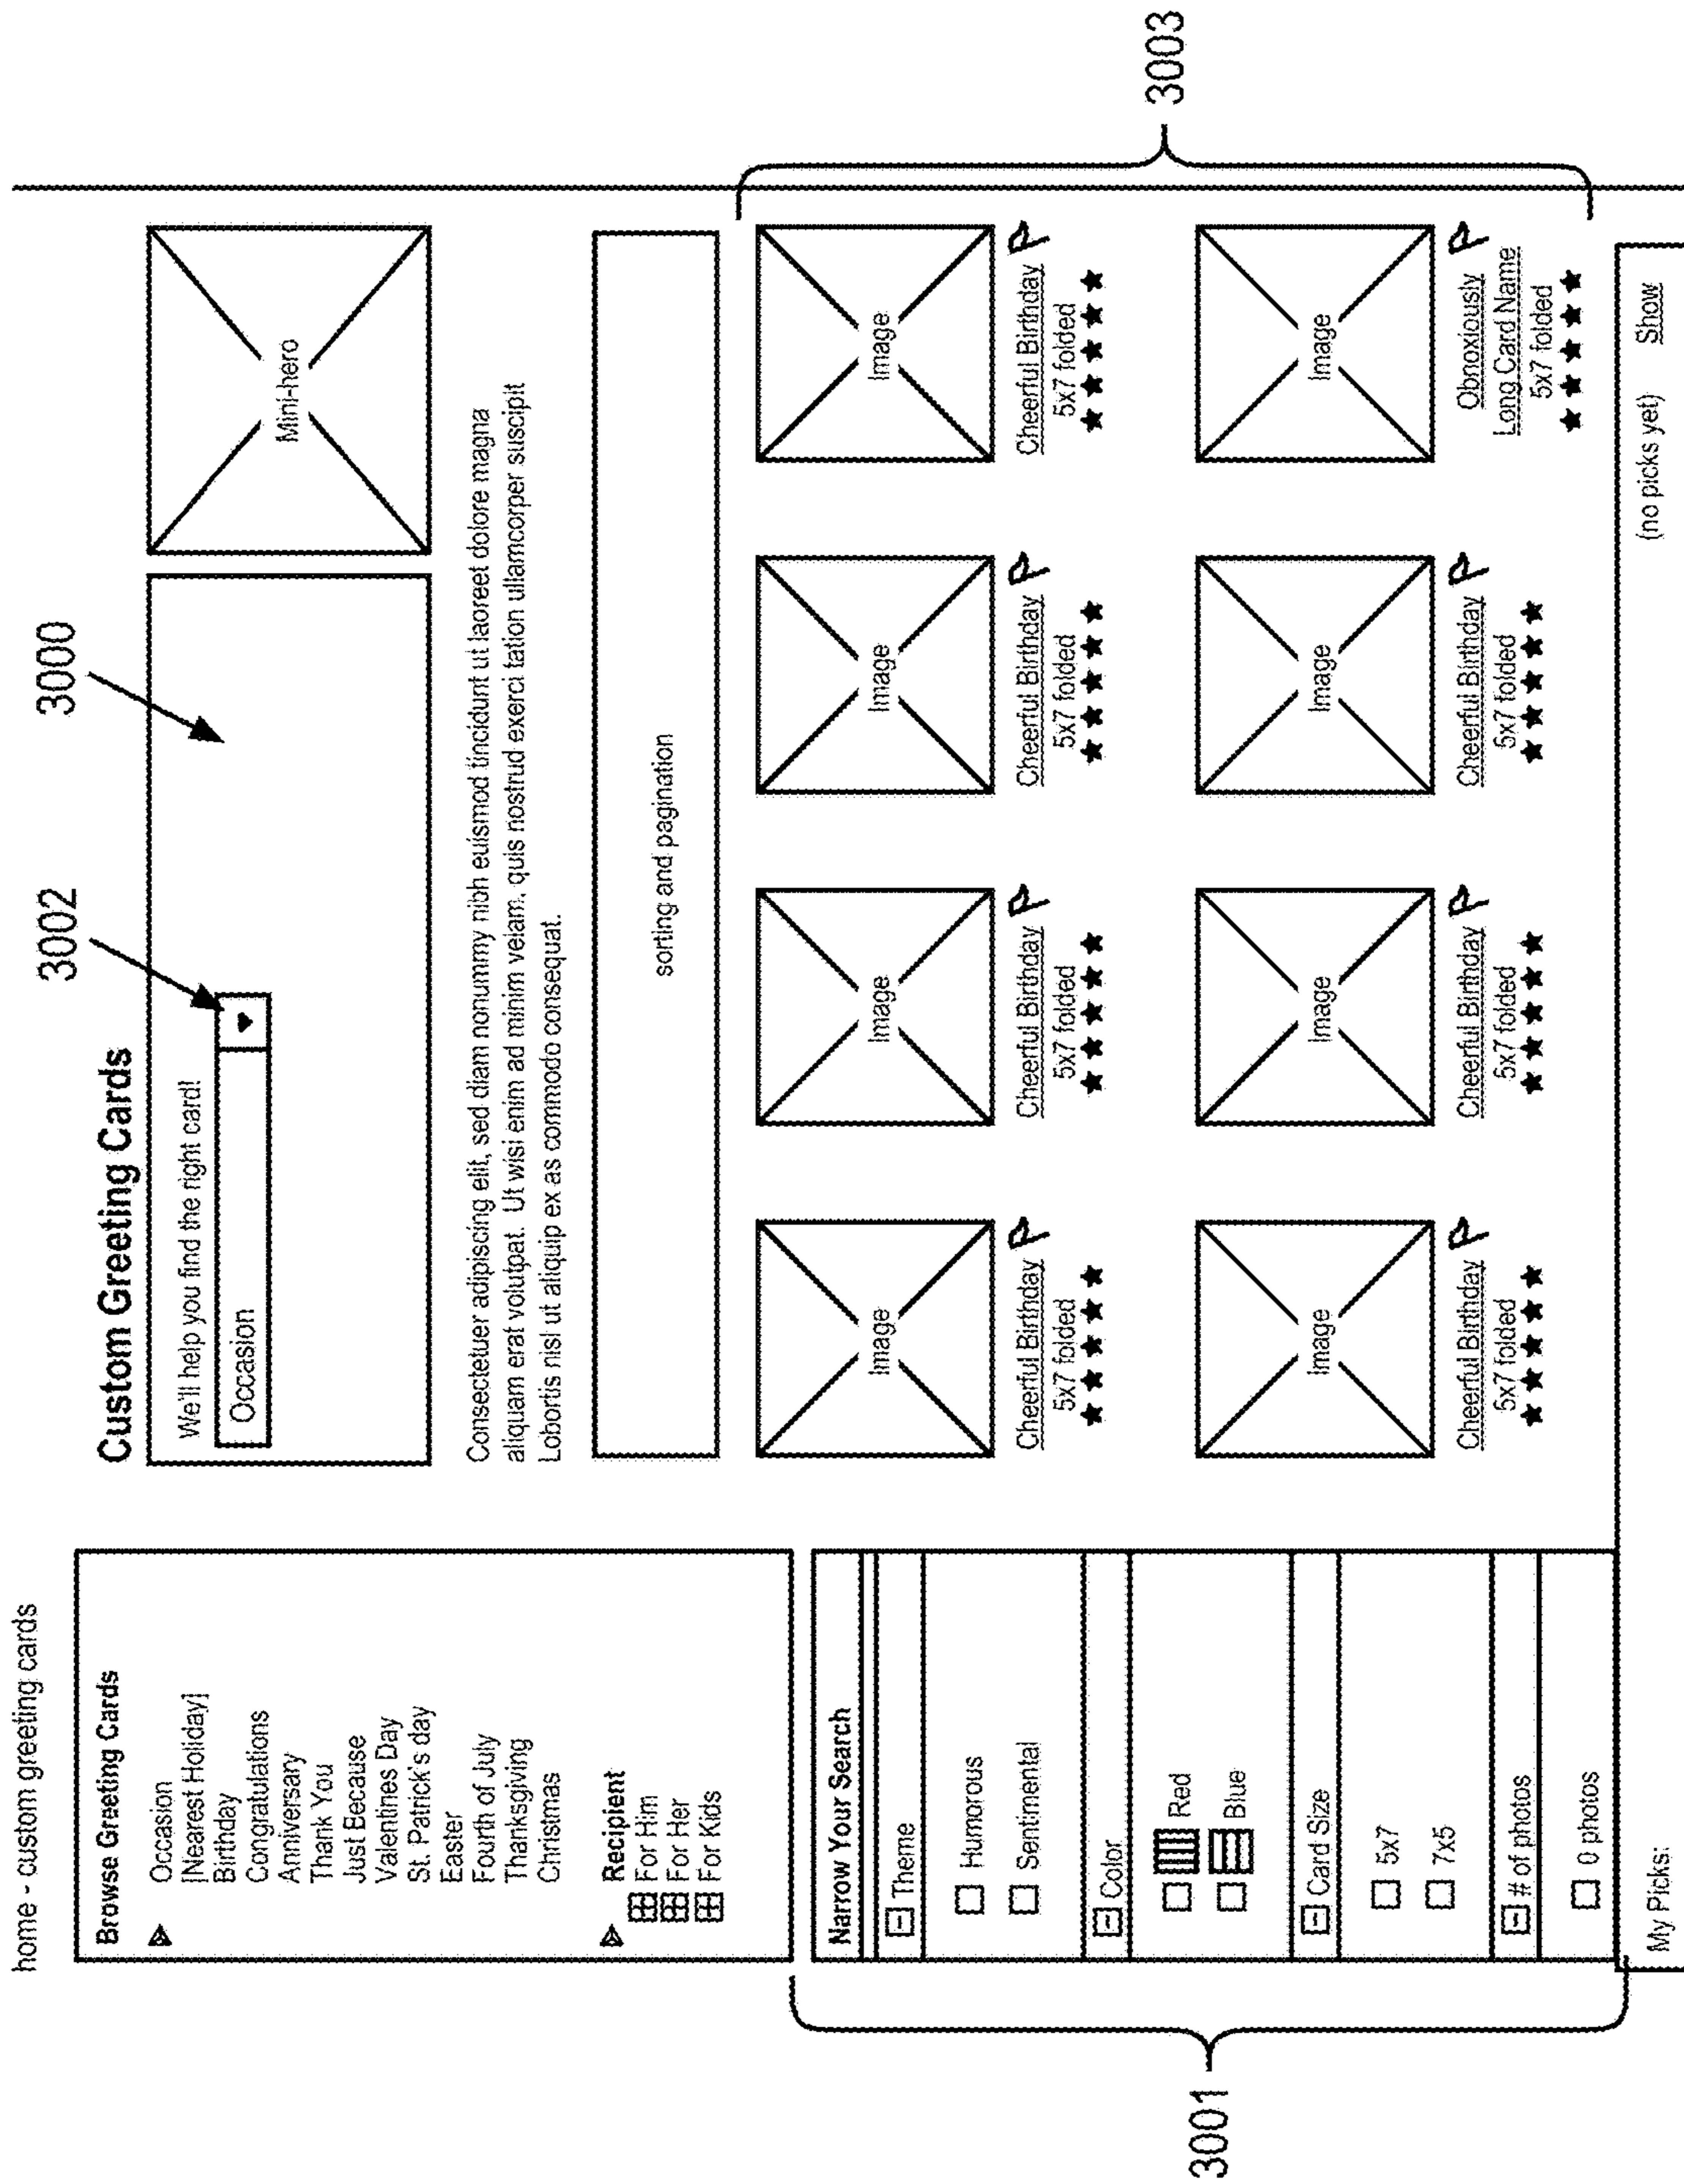 home - custom greeting cards
Browse Greeting Cards
Occasion
[Nearest Holiday]
Birthday
Congratulations
Anniversary
Thank You
Just Because
Valentines Day
St. Patrick's day
Easter
Fourth of July
Thanksgiving
Christmas
Recipient
For Him
For Her
For Kids
Narrow Your Search
Theme
Humorous
Sentimental
Color
Red
Blue
Card Size
5x7
7x5
# of photos
0 photos
3001
Custom Greeting Cards
3002
3000
We'll help you find the right card!
Occasion
Mini-hero
Consectetuer adipiscing elit, sed diam nonummy nibh euismod tincidunt ut laoreet dolore magna
aliquam erat volutpat. Ut wisi enim ad minim velam, quis nostrud exerci tation ullamcorper suscipit
Lobortis nisl ut aliquip ex as commodo consequat.
sorting and pagination
Image Image Image Image
Cheerful Birthday Cheerful Birthday Cheerful Birthday Cheerful Birthday
5x7 folded 5x7 folded 5x7 folded 5x7 folded
★★★★★ ★★★★★ ★★★★★ ★★★★★
Image Image Image Image
Cheerful Birthday Cheerful Birthday Cheerful Birthday Obnoxiously
Long Card Name
5x7 folded 5x7 folded 5x7 folded 5x7 folded
★★★★★ ★★★★★ ★★★★★ ★★★★★
3003
My Picks: (no picks yet) Show